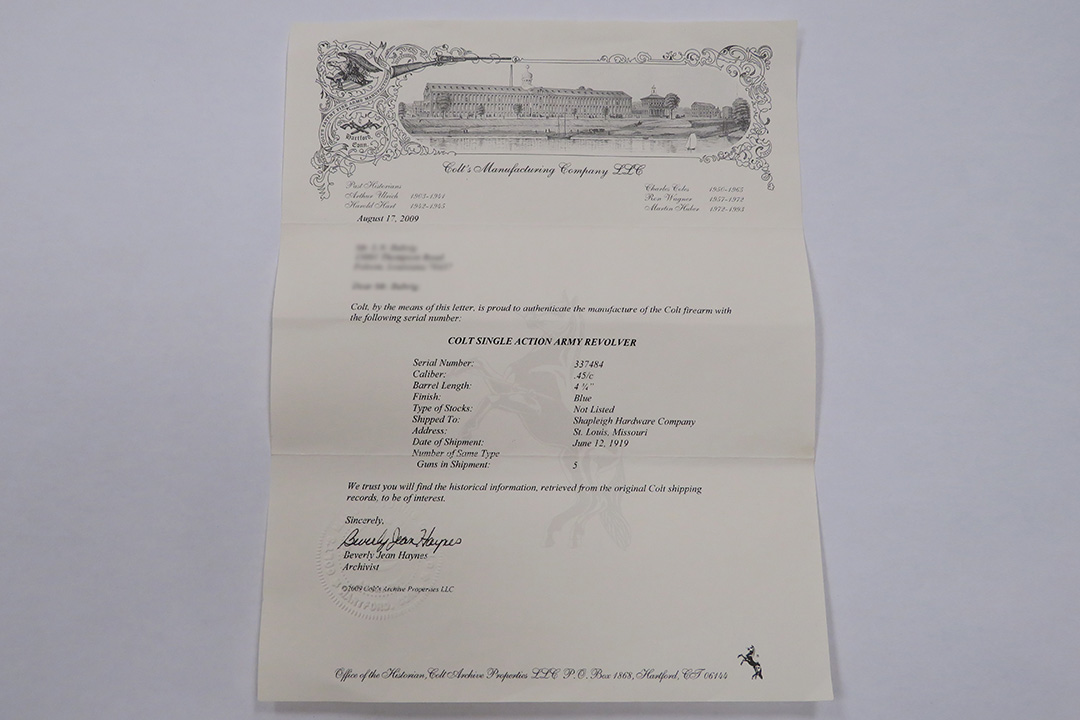 Hartford,
Conn.
Colt's Manufacturing Company LLC
Past Historians
Arthur Ulrich 1903-1941
Harold Hart 1942-1945
Charles Coles 1950-1965
Ron Wagner 1957-1972
Martin Huber 1972-1993
August 17, 2009
Colt, by the means of this letter, is proud to authenticate the manufacture of the Colt firearm with
the following serial number:
COLT SINGLE ACTION ARMY REVOLVER
Serial Number: 337484
Caliber: .45/c
Barrel Length: 4 ¾"
Finish: Blue
Type of Stocks: Not Listed
Shipped To: Shapleigh Hardware Company
Address: St. Louis, Missouri
Date of Shipment: June 12, 1919
Number of Same Type
Guns in Shipment: 5
We trust you will find the historical information, retrieved from the original Colt shipping
records, to be of interest.
Sincerely,
Beverly Jean Haynes
Beverly Jean Haynes
Archivist
©2009 Colt's Archive Properties LLC
Office of the Historian, Colt Archive Properties LLC P.O. Box 1868, Hartford, CT 06144